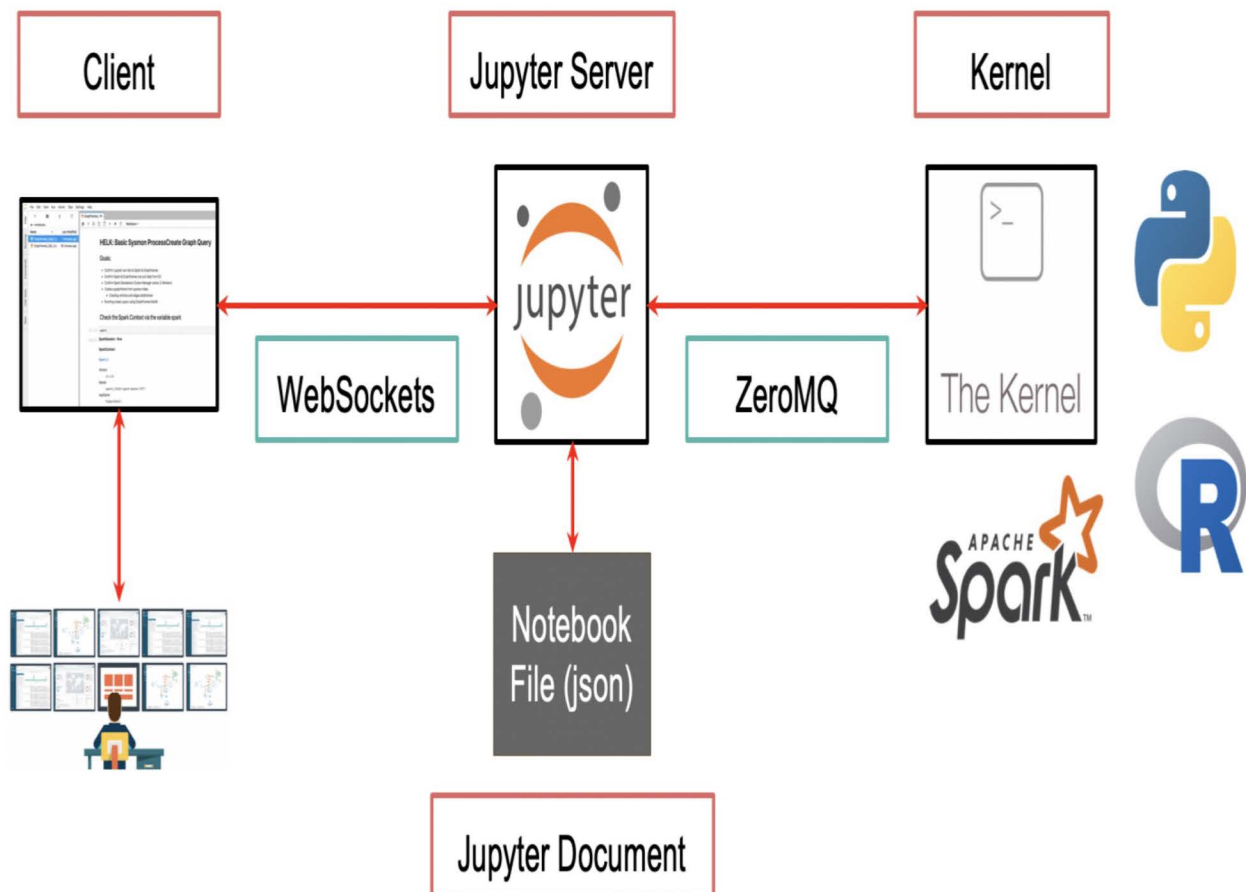 Client
Jupyter Server
Kernel
HELK: Basic Sysmon ProcessCreate Graph Query
Goals:
Check the Spark Context via the variable spark
jupyter
>_
The Kernel
WebSockets
ZeroMQ
APACHE
Spark
TM
R
Notebook
File (json)
Jupyter Document